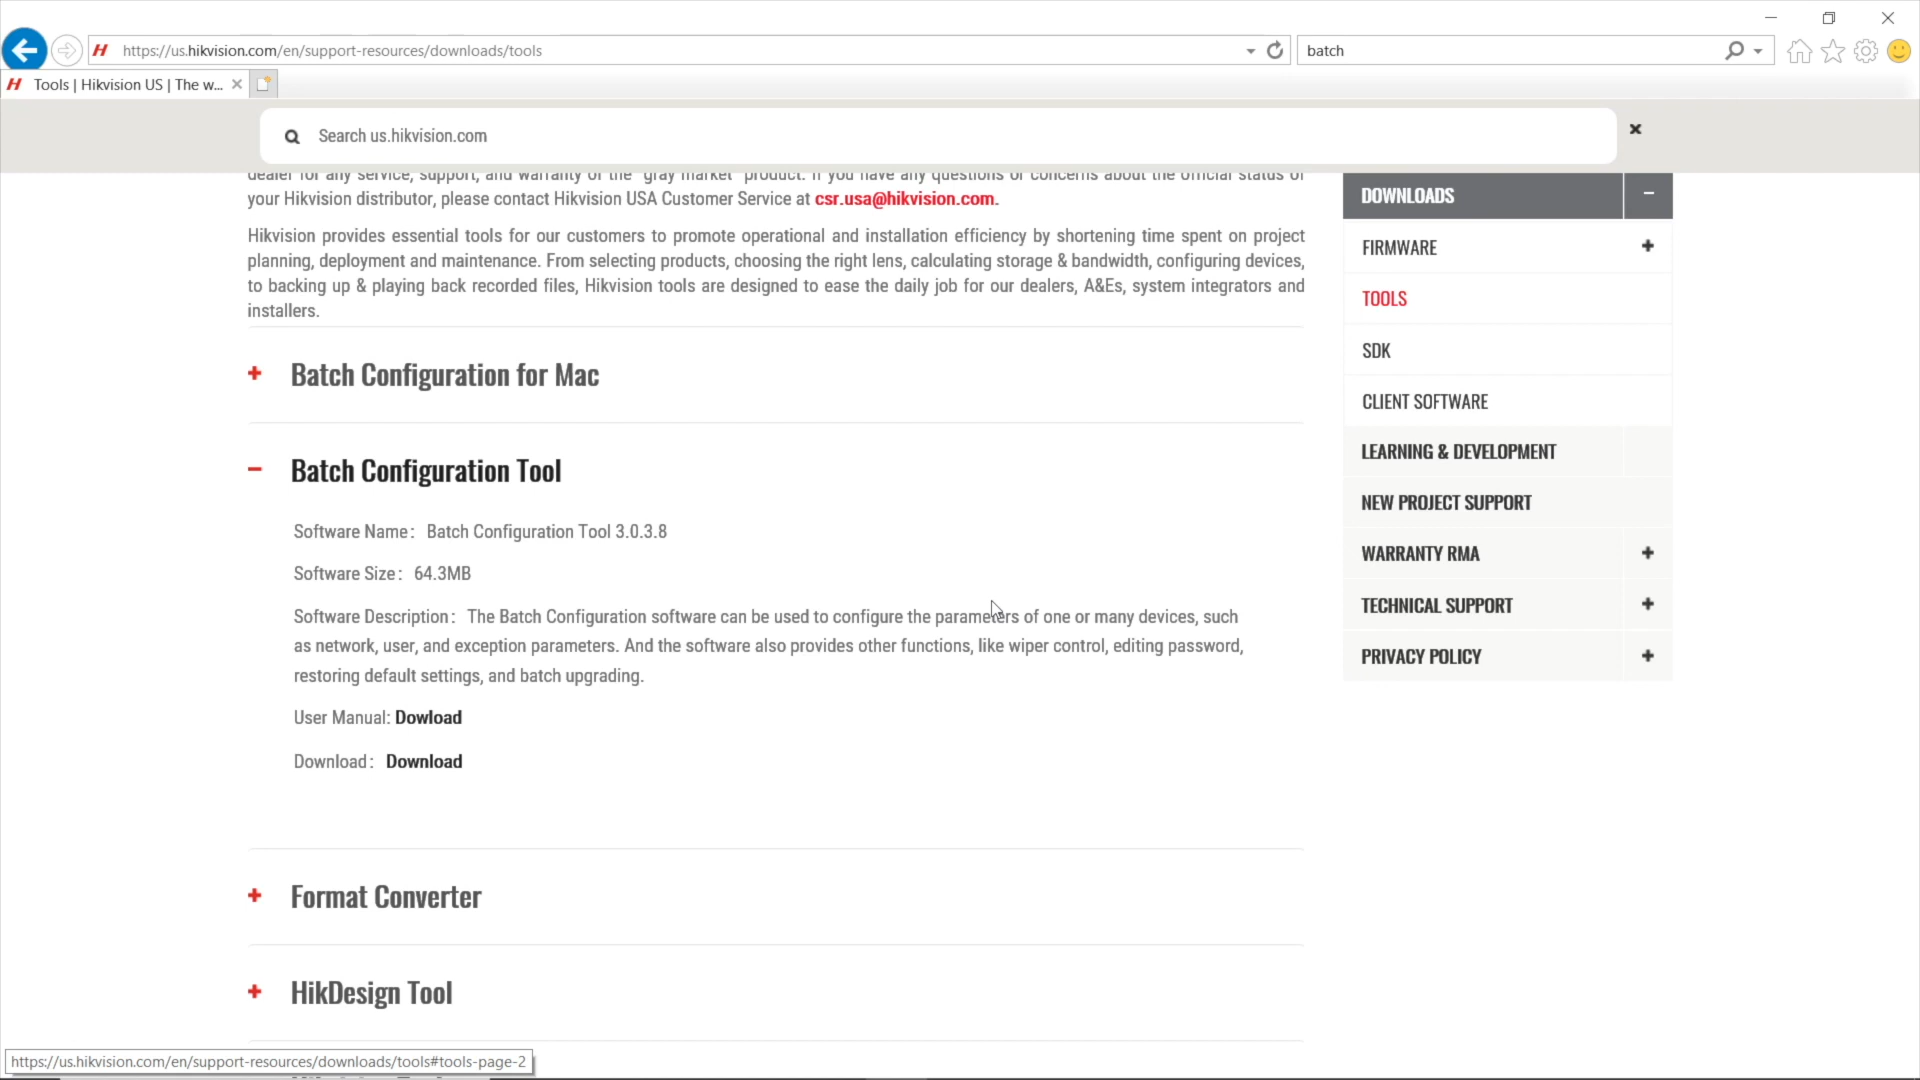 https://us.hikvision.com/en/support-resources/downloads/tools
batch
Tools | Hikvision US | The w...
Search us.hikvision.com
dealer for any service, support, and warranty of the "gray market" product. If you have any questions or concerns about the official status of
your Hikvision distributor, please contact Hikvision USA Customer Service at csr.usa@hikvision.com.
Hikvision provides essential tools for our customers to promote operational and installation efficiency by shortening time spent on project
planning, deployment and maintenance. From selecting products, choosing the right lens, calculating storage & bandwidth, configuring devices,
to backing up & playing back recorded files, Hikvision tools are designed to ease the daily job for our dealers, A&Es, system integrators and
installers.
Batch Configuration for Mac
Batch Configuration Tool
Software Name: Batch Configuration Tool 3.0.3.8
Software Size: 64.3MB
Software Description: The Batch Configuration software can be used to configure the parameters of one or many devices, such
as network, user, and exception parameters. And the software also provides other functions, like wiper control, editing password,
restoring default settings, and batch upgrading.
User Manual: Dowload
Download: Download
Format Converter
HikDesign Tool
DOWNLOADS
FIRMWARE
TOOLS
SDK
CLIENT SOFTWARE
LEARNING & DEVELOPMENT
NEW PROJECT SUPPORT
WARRANTY RMA
TECHNICAL SUPPORT
PRIVACY POLICY
https://us.hikvision.com/en/support-resources/downloads/tools#tools-page-2